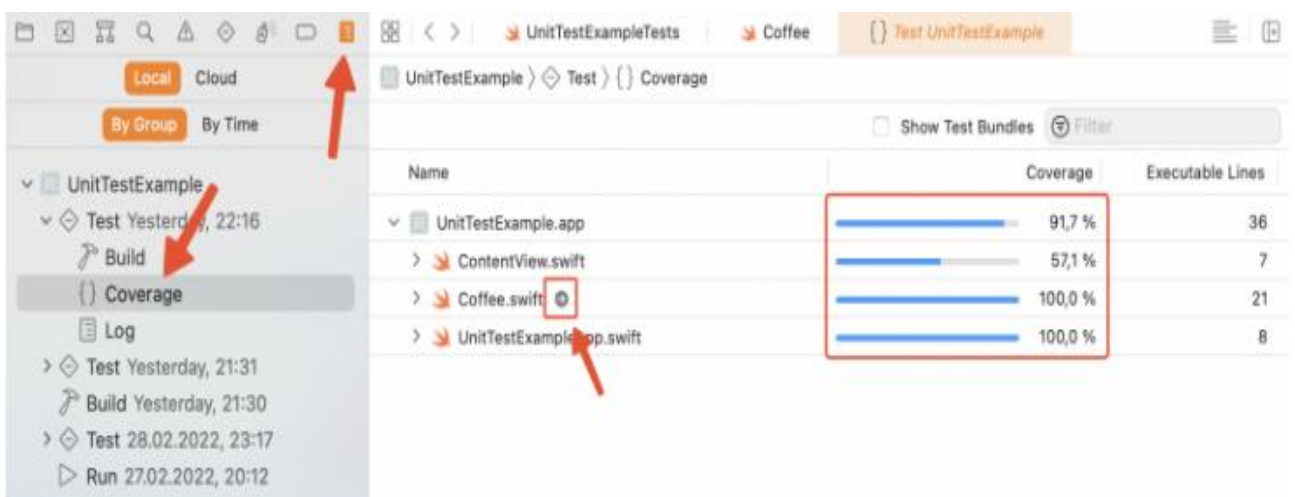 UnitTestExampleTests Coffee {} Test UnitTestExample
Local Cloud
By Group By Time
UnitTestExample
Test Yesterday, 22:16
Build
{} Coverage
Log
Test Yesterday, 21:31
Build Yesterday, 21:30
Test 28.02.2022, 23:17
Run 27.02.2022, 20:12
UnitTestExample 〉 Test 〉 {} Coverage
Show Test Bundles Filter
Name Coverage Executable Lines
UnitTestExample.app 91,7 % 36
ContentView.swift 57,1 % 7
Coffee.swift 100,0 % 21
UnitTestExampleApp.swift 100,0 % 8